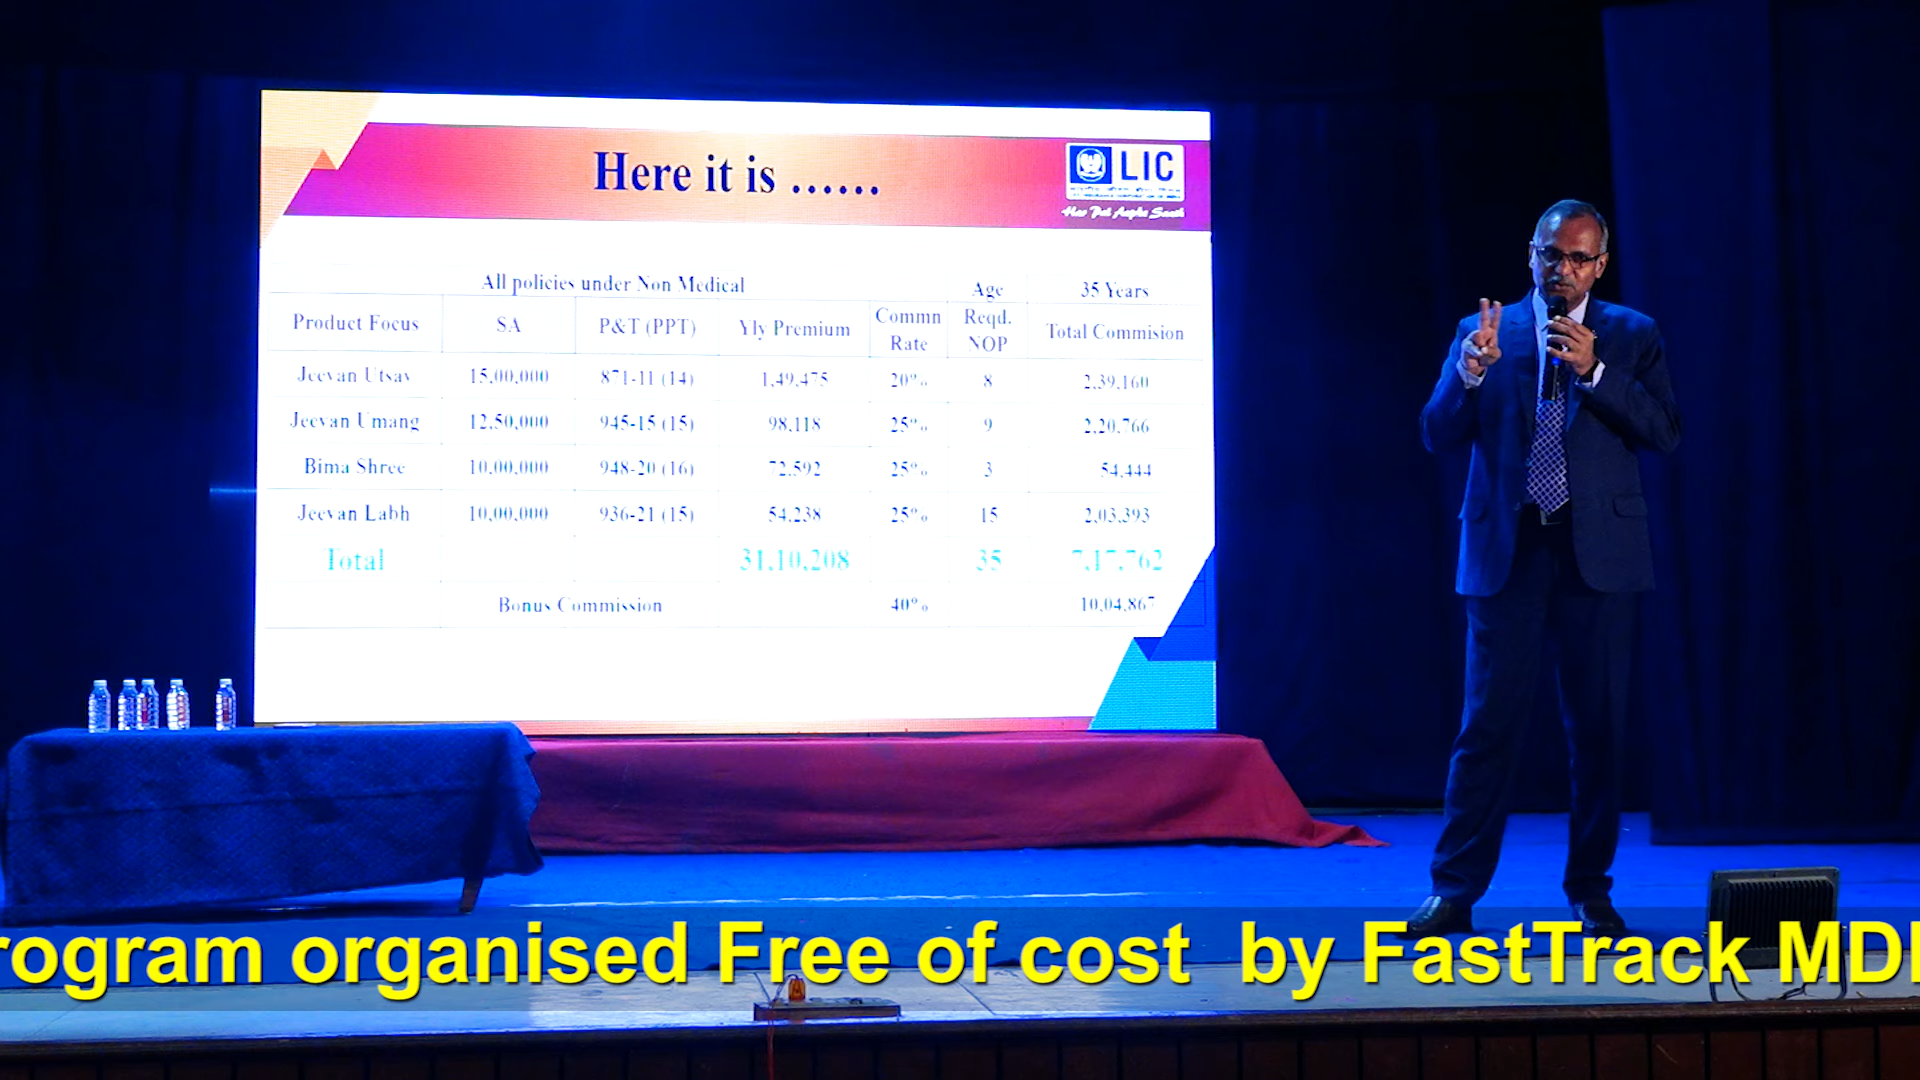 Here it is ......
LIC
Har Pal Aapke Saath
All policies under Non Medical Age 35 Years
Product Focus SA P&T (PPT) Yly Premium Commn Rate Reqd. NOP Total Commision
Jeevan Utsav 15,00,000 871-11 (14) 1,49,475 20% 8 2,39,160
Jeevan Umang 12,50,000 945-15 (15) 98,118 25% 9 2,20,766
Bima Shree 10,00,000 948-20 (16) 72,592 25% 3 54,444
Jeevan Labh 10,00,000 936-21 (15) 54,238 25% 15 2,03,393
Total 31,10,208 35 7,17,762
Bonus Commission 40% 10,04,867
rogram organised Free of cost by FastTrack MD